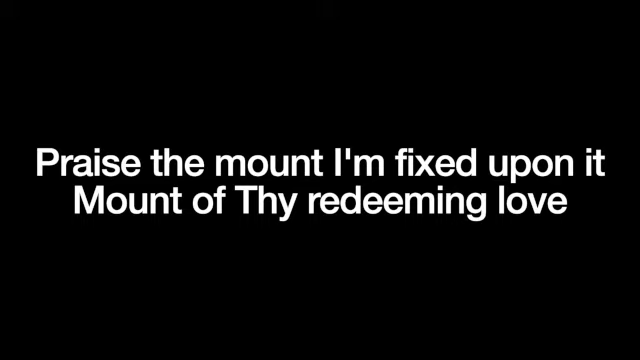 Praise the mount I'm fixed upon it
Mount of Thy redeeming love